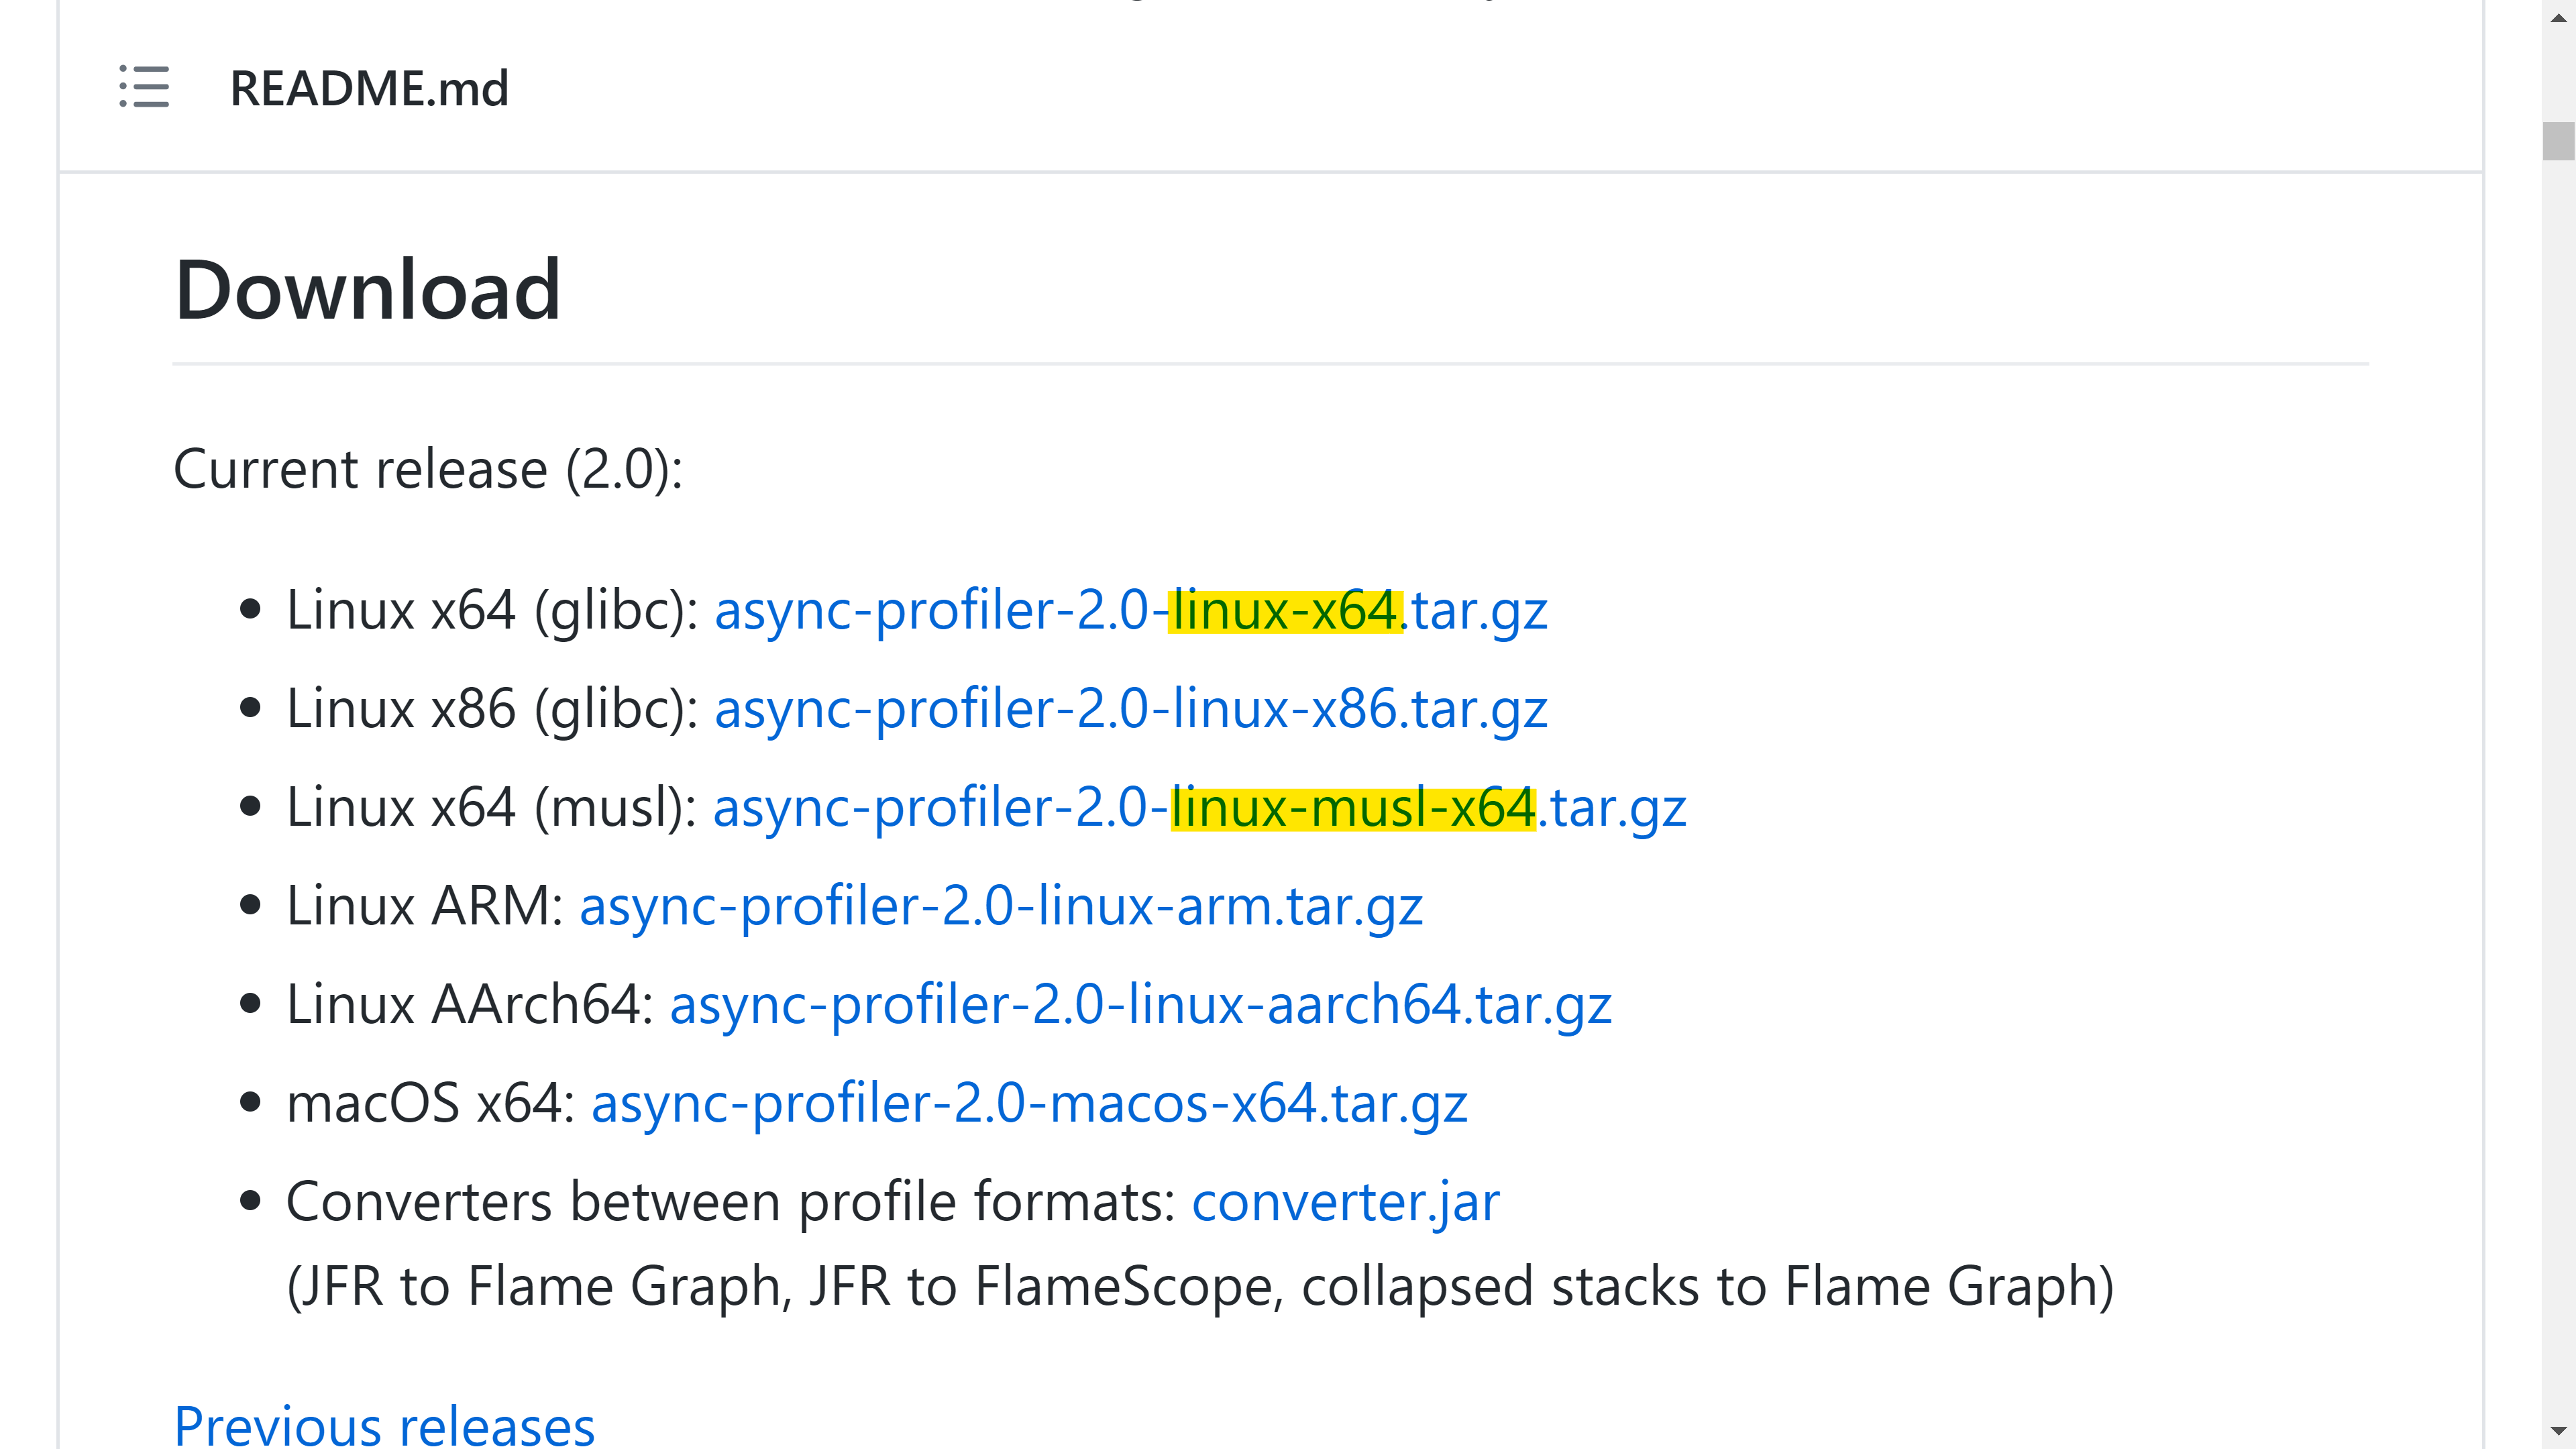 README.md
Download
Current release (2.0):
Linux x64 (glibc): async-profiler-2.0-linux-x64.tar.gz
Linux x86 (glibc): async-profiler-2.0-linux-x86.tar.gz
Linux x64 (musl): async-profiler-2.0-linux-musl-x64.tar.gz
Linux ARM: async-profiler-2.0-linux-arm.tar.gz
Linux AArch64: async-profiler-2.0-linux-aarch64.tar.gz
macOS x64: async-profiler-2.0-macos-x64.tar.gz
Converters between profile formats: converter.jar
(JFR to Flame Graph, JFR to FlameScope, collapsed stacks to Flame Graph)
Previous releases